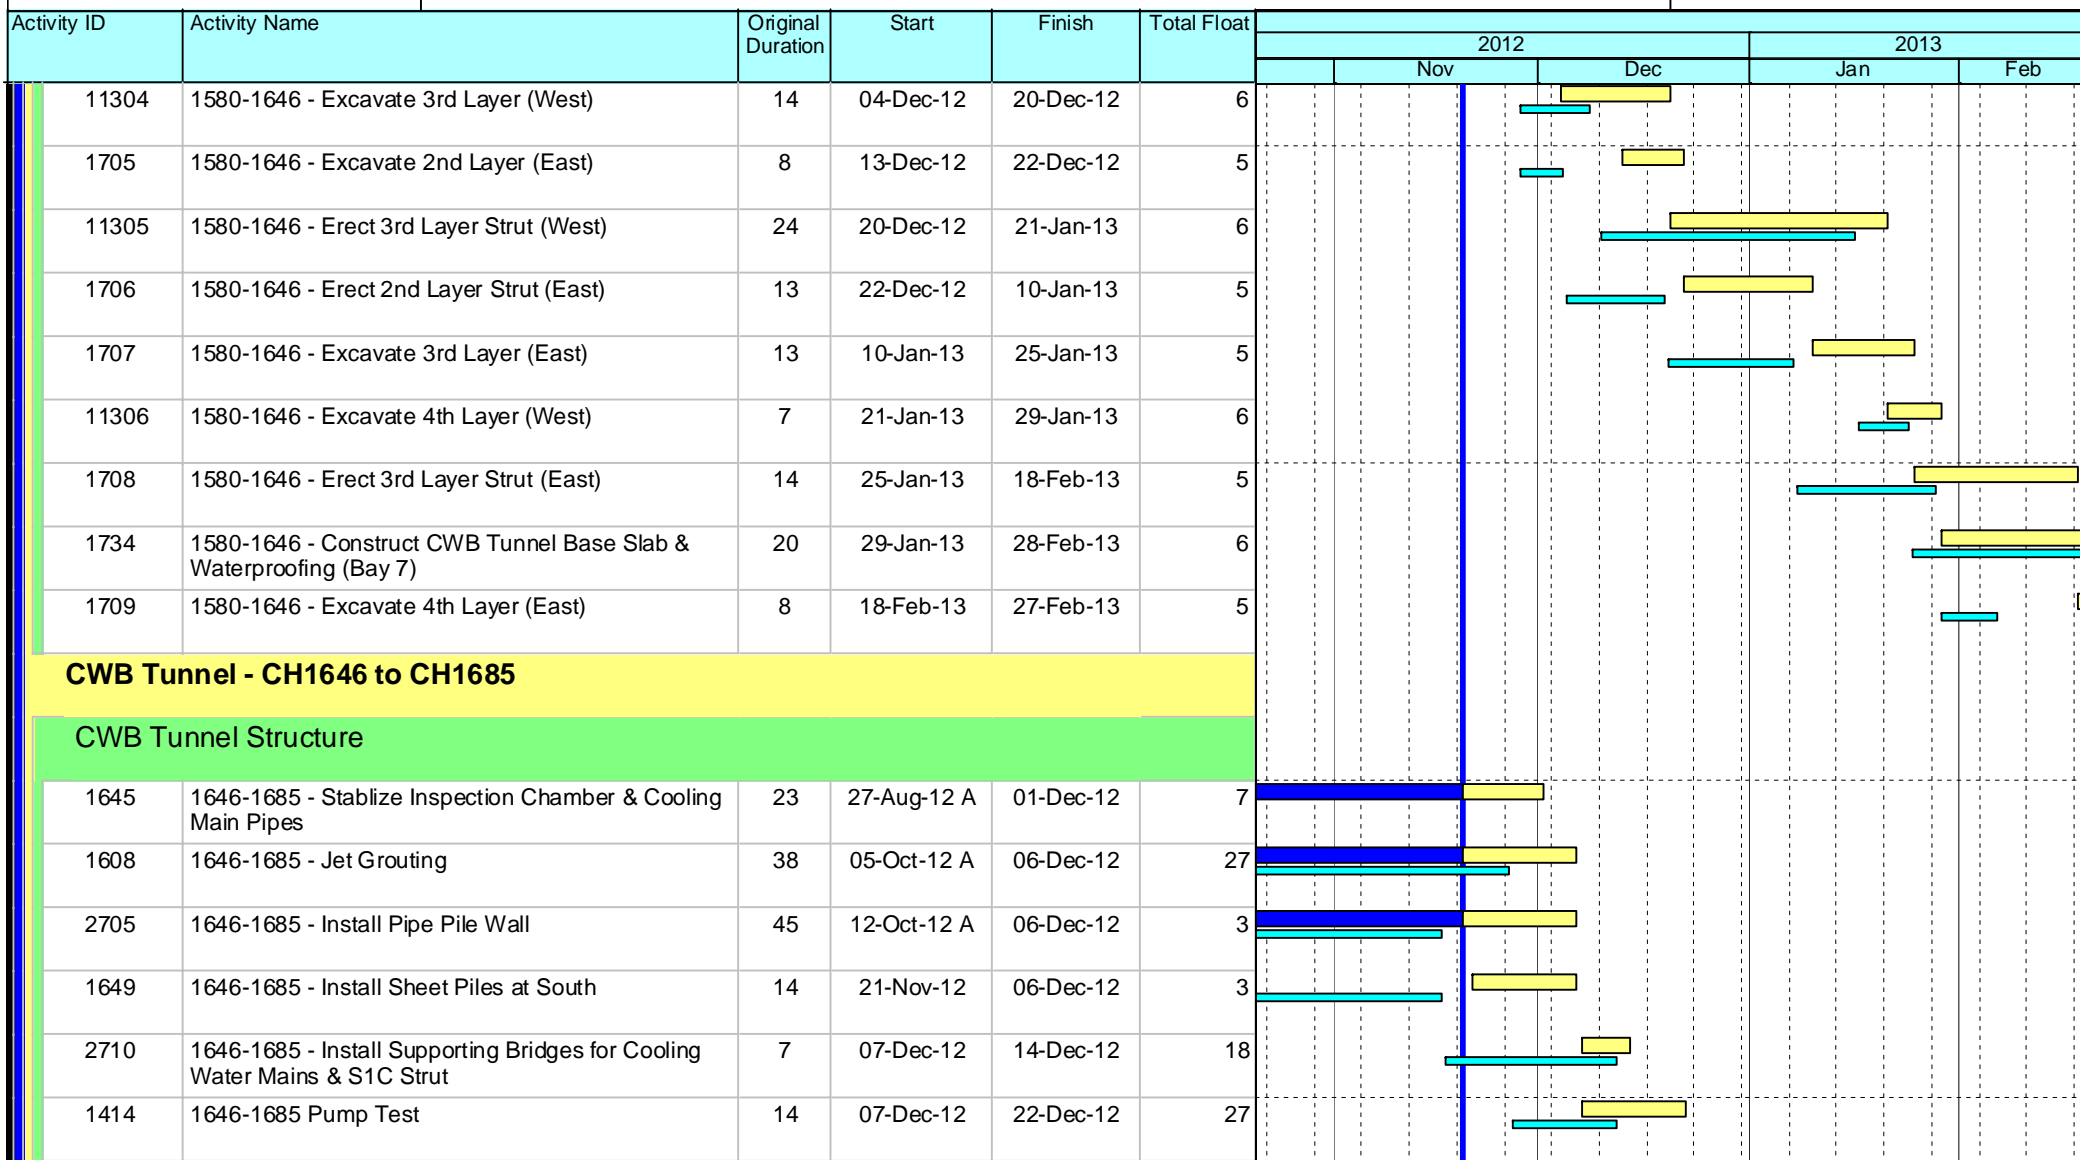 Activity ID Activity Name Original Duration Start Finish Total Float
2012 2013
Nov Dec Jan Feb
11304 1580-1646 - Excavate 3rd Layer (West) 14 04-Dec-12 20-Dec-12 6
1705 1580-1646 - Excavate 2nd Layer (East) 8 13-Dec-12 22-Dec-12 5
11305 1580-1646 - Erect 3rd Layer Strut (West) 24 20-Dec-12 21-Jan-13 6
1706 1580-1646 - Erect 2nd Layer Strut (East) 13 22-Dec-12 10-Jan-13 5
1707 1580-1646 - Excavate 3rd Layer (East) 13 10-Jan-13 25-Jan-13 5
11306 1580-1646 - Excavate 4th Layer (West) 7 21-Jan-13 29-Jan-13 6
1708 1580-1646 - Erect 3rd Layer Strut (East) 14 25-Jan-13 18-Feb-13 5
1734 1580-1646 - Construct CWB Tunnel Base Slab & 20 29-Jan-13 28-Feb-13 6
Waterproofing (Bay 7)
1709 1580-1646 - Excavate 4th Layer (East) 8 18-Feb-13 27-Feb-13 5
CWB Tunnel - CH1646 to CH1685
CWB Tunnel Structure
1645 1646-1685 - Stablize Inspection Chamber & Cooling 23 27-Aug-12 A 01-Dec-12 7
Main Pipes
1608 1646-1685 - Jet Grouting 38 05-Oct-12 A 06-Dec-12 27
2705 1646-1685 - Install Pipe Pile Wall 45 12-Oct-12 A 06-Dec-12 3
1649 1646-1685 - Install Sheet Piles at South 14 21-Nov-12 06-Dec-12 3
2710 1646-1685 - Install Supporting Bridges for Cooling 7 07-Dec-12 14-Dec-12 18
Water Mains & S1C Strut
1414 1646-1685 Pump Test 14 07-Dec-12 22-Dec-12 27